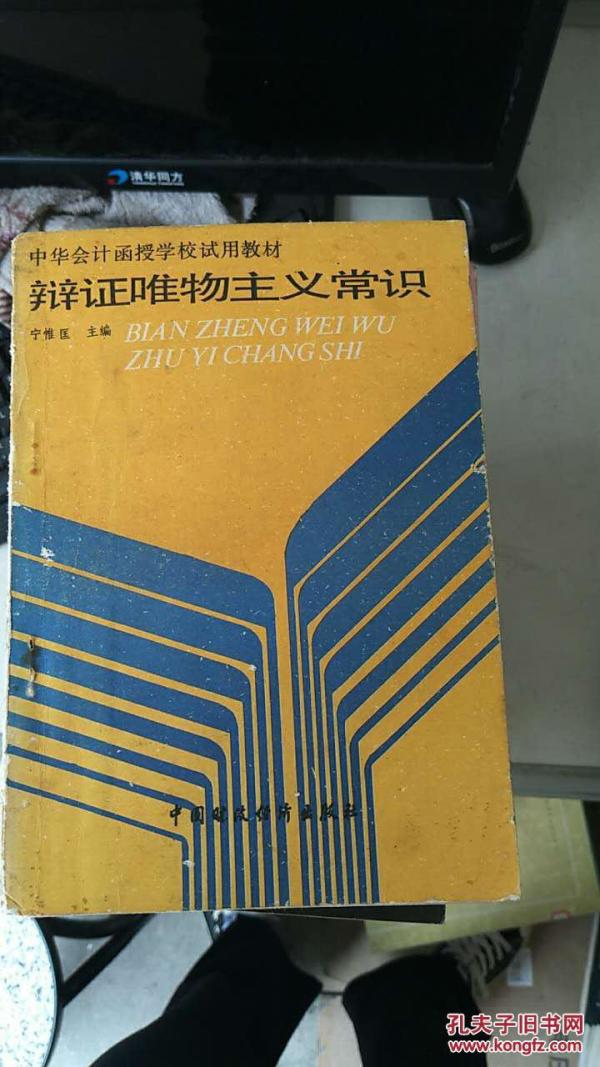 清华同方
中华会计函授学校试用教材
辩证唯物主义常识
宁惟匡 主编
BIAN ZHENG WEI WU
ZHU YI CHANG SHI
中国财政经济出版社
孔夫子旧书网
www.kongfz.com